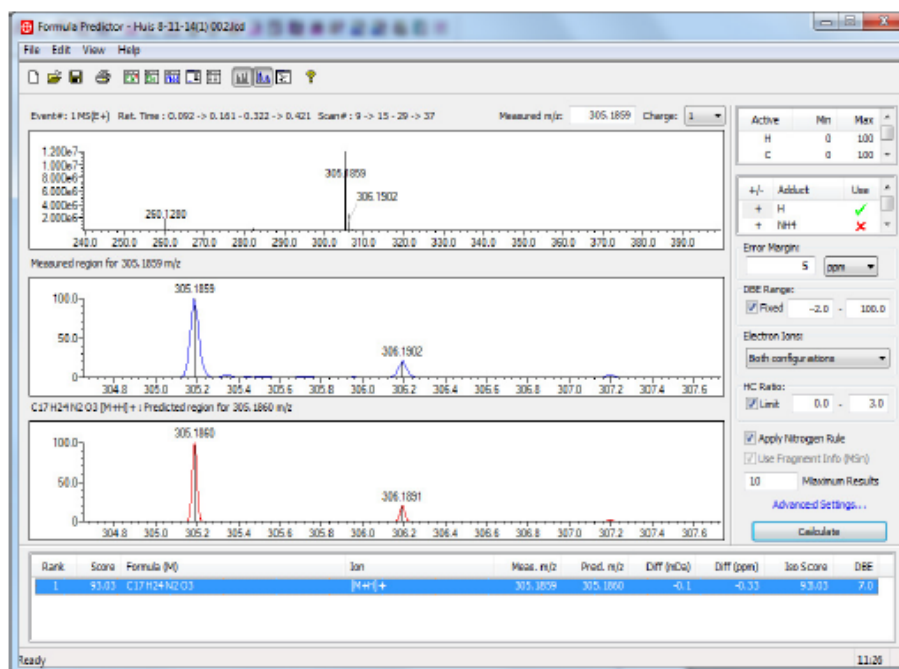 Formula Predictor - Huis 8-11-14(1) 002.lcd
File Edit View Help
Event#: 1 MS(E+) Ret. Time : 0.092 -> 0.161 - 0.322 -> 0.421 Scan# : 9 -> 15 - 29 -> 37 Measured m/z: 305.1859 Charge: 1
1.200e7
1.000e7
8.000e6
6.000e6
4.000e6
2.000e6
305.1859
306.1902
260.1280
240.0 250.0 260.0 270.0 280.0 290.0 300.0 310.0 320.0 330.0 340.0 350.0 360.0 370.0 380.0 390.0
Measured region for 305.1859 m/z
100.0
50.0
0
305.1859
306.1902
304.8 305.0 305.2 305.4 305.6 305.8 306.0 306.2 306.4 306.6 306.8 307.0 307.2 307.4 307.6
C17 H24 N2 O3 [M+H]+ : Predicted region for 305.1860 m/z
100.0
50.0
0
305.1860
306.1891
304.8 305.0 305.2 305.4 305.6 305.8 306.0 306.2 306.4 306.6 306.8 307.0 307.2 307.4 307.6
Active Min Max
H 0 100
C 0 100
+/- Adduct Use
+ H
+ NH4
Error Margin:
5 ppm
DBE Range:
Fixed -2.0 - 100.0
Electron Ions:
Both configurations
HC Ratio:
Limit 0.0 - 3.0
Apply Nitrogen Rule
Use Fragment Info (MSn)
10 Maximum Results
Advanced Settings...
Calculate
Rank Score Formula (M) Ion Meas. m/z Pred. m/z Diff (mDa) Diff (ppm) Iso Score DBE
1 93.03 C17 H24 N2 O3 [M+H]+ 305.1859 305.1860 -0.1 -0.33 93.03 7.0
Ready 11:26